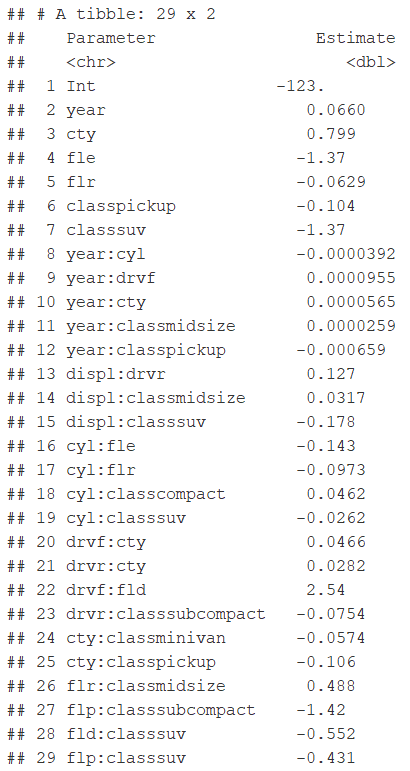 ## # A tibble: 29 x 2
##    Parameter                Estimate
##    <chr>                       <dbl>
##  1 Int                 -123.
##  2 year                   0.0660
##  3 cty                    0.799
##  4 fle                   -1.37
##  5 flr                   -0.0629
##  6 classpickup           -0.104
##  7 classsuv              -1.37
##  8 year:cyl              -0.0000392
##  9 year:drvf              0.0000955
## 10 year:cty               0.0000565
## 11 year:classmidsize      0.0000259
## 12 year:classpickup      -0.000659
## 13 displ:drvr             0.127
## 14 displ:classmidsize     0.0317
## 15 displ:classsuv        -0.178
## 16 cyl:fle               -0.143
## 17 cyl:flr               -0.0973
## 18 cyl:classcompact       0.0462
## 19 cyl:classsuv          -0.0262
## 20 drvf:cty               0.0466
## 21 drvr:cty               0.0282
## 22 drvf:fld               2.54
## 23 drvr:classsubcompact  -0.0754
## 24 cty:classminivan      -0.0574
## 25 cty:classpickup       -0.106
## 26 flr:classmidsize       0.488
## 27 flp:classsubcompact   -1.42
## 28 fld:classsuv          -0.552
## 29 flp:classsuv          -0.431